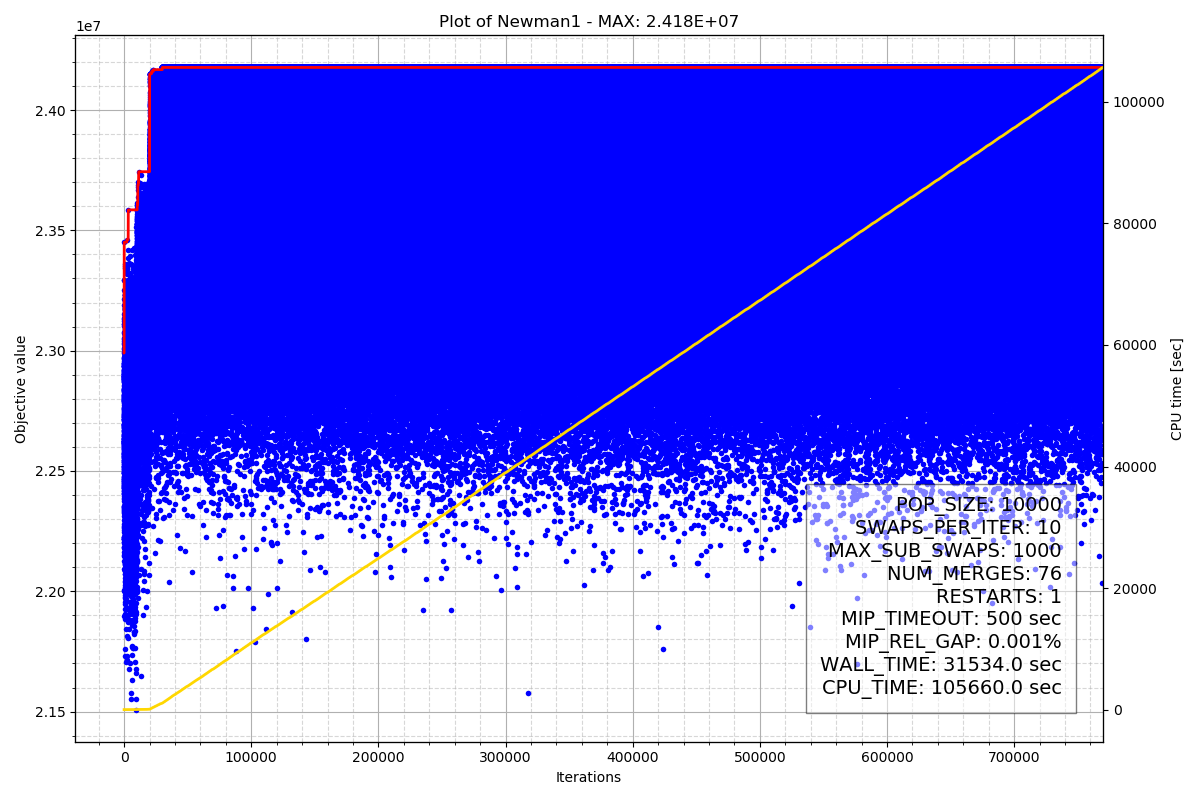 Plot of Newman1 - MAX: 2.418E+07
1e7
2.40
2.35
2.30
2.25
2.20
2.15
Objective value
100000
80000
60000
40000
20000
0
CPU time [sec]
POP_SIZE: 10000
SWAPS_PER_ITER: 10
MAX_SUB_SWAPS: 1000
NUM_MERGES: 76
RESTARTS: 1
MIP_TIMEOUT: 500 sec
MIP_REL_GAP: 0.001%
WALL_TIME: 31534.0 sec
CPU_TIME: 105660.0 sec
0 100000 200000 300000 400000 500000 600000 700000
Iterations